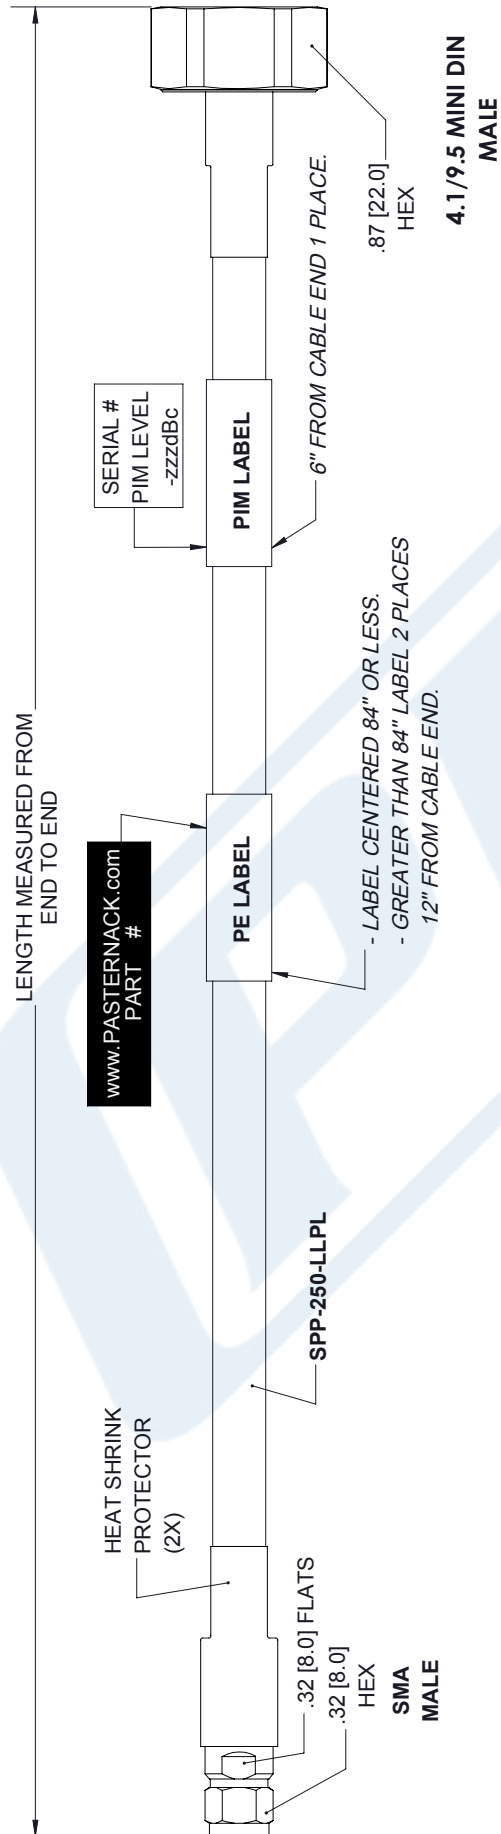 LENGTH MEASURED FROM
END TO END
HEAT SHRINK
PROTECTOR
(2X)
www.PASTERNACK.com
PART #
SERIAL #
PIM LEVEL
-zzzdBc
PE LABEL
PIM LABEL
.32 [8.0] FLATS
.32 [8.0]
HEX
SMA
MALE
SPP-250-LLPL
- LABEL CENTERED 84" OR LESS.
- GREATER THAN 84" LABEL 2 PLACES
12" FROM CABLE END.
6" FROM CABLE END 1 PLACE.
.87 [22.0]
HEX
4.1/9.5 MINI DIN
MALE